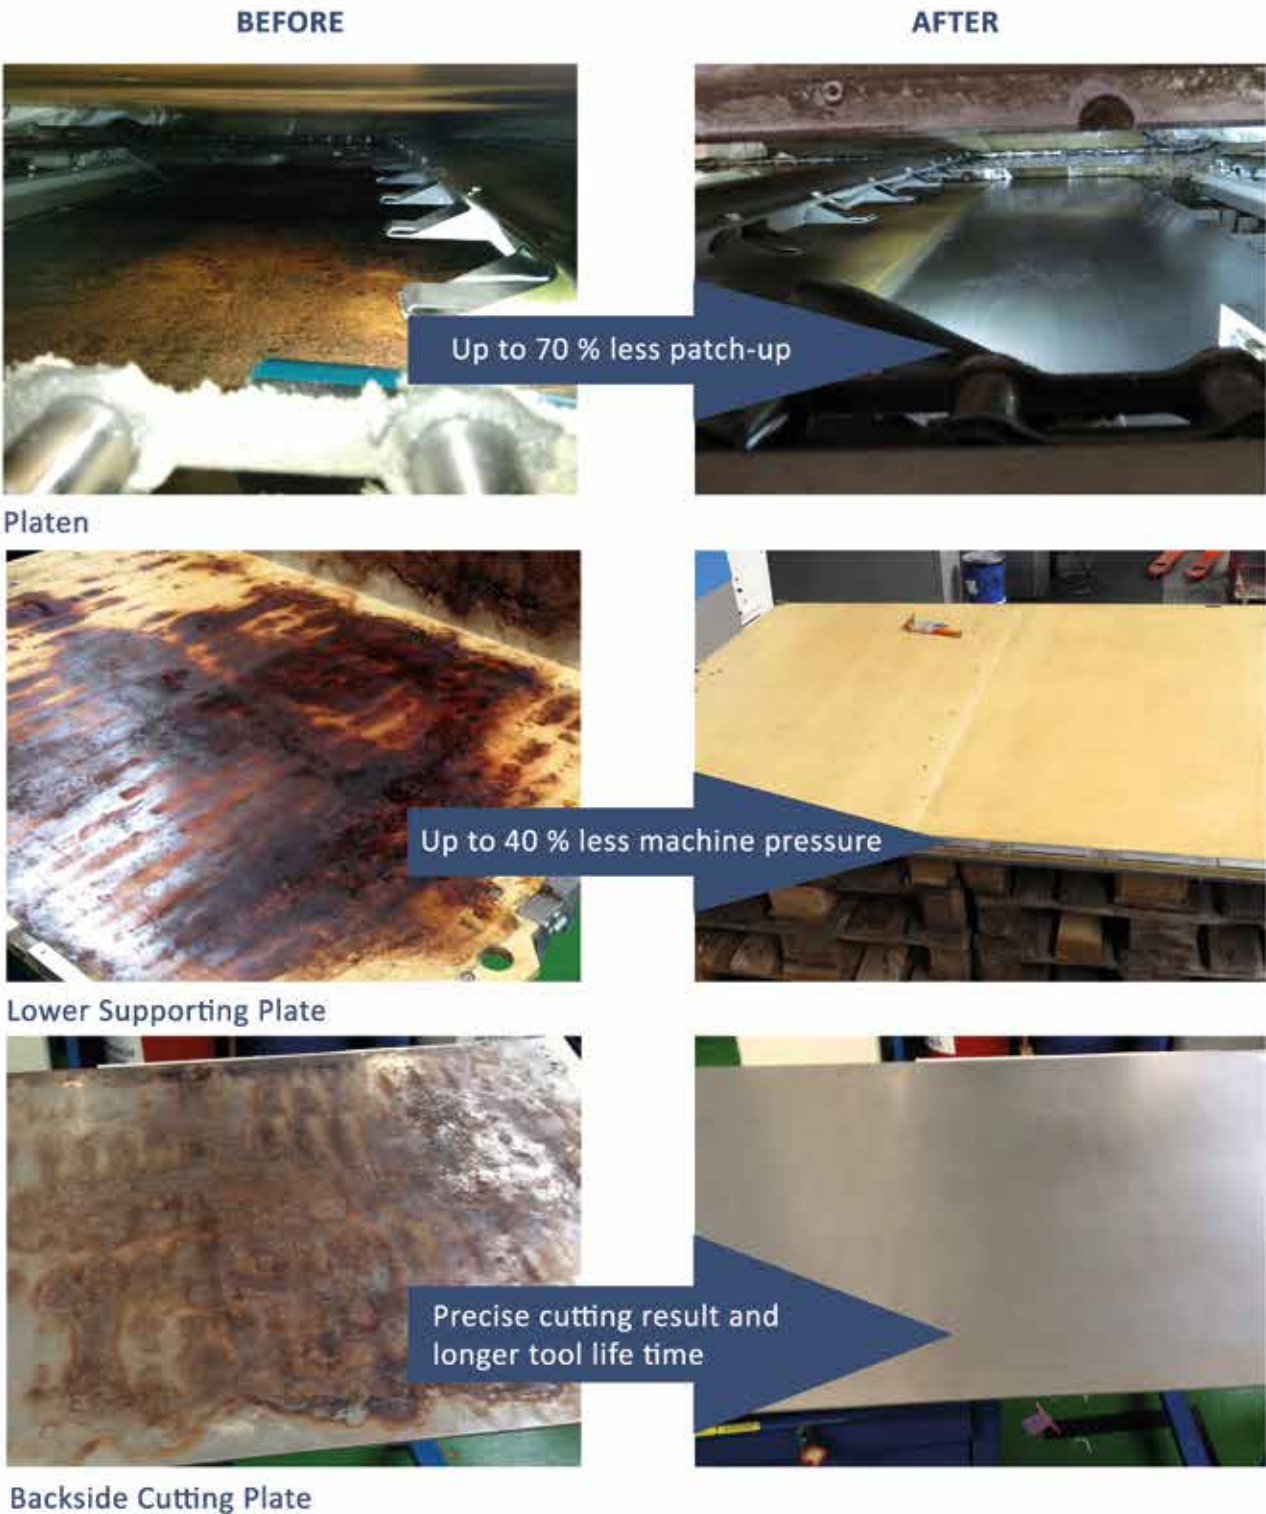 BEFORE
AFTER
Up to 70 % less patch-up
Platen
Up to 40 % less machine pressure
Lower Supporting Plate
Precise cutting result and
longer tool life time
Backside Cutting Plate